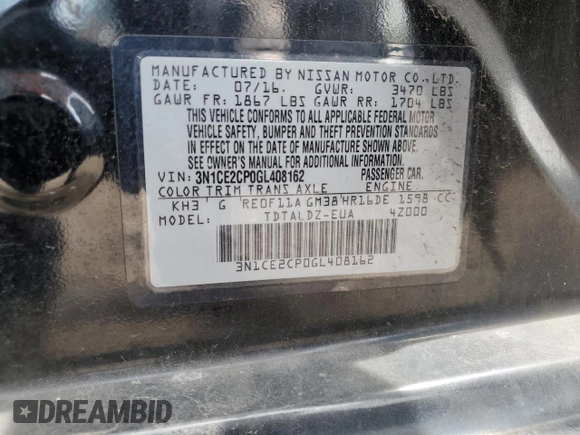 MANUFACTURED BY NISSAN MOTOR CO.,LTD.
DATE: 07/16. GVWR: 3470 LBS
GAWR FR: 1867 LBS GAWR RR: 1704 LBS
THIS VEHICLE CONFORMS TO ALL APPLICABLE FEDERAL MOTOR
VEHICLE SAFETY, BUMPER AND THEFT PREVENTION STANDARDS
IN EFFECT ON THE DATE OF MANUFACTURE SHOWN ABOVE.
SEE OWNER'S MANUAL FOR ADDITIONAL INFORMATION.
VIN: 3N1CE2CP0GL408162 PASSENGER CAR.
COLOR TRIM TRANS AXLE ENGINE
KH3 G RE0F11A GM38 HR16DE 1598 CC
MODEL: TDTALDZ-EUA 4Z000
3N1CE2CP0GL408162
DREAMBID